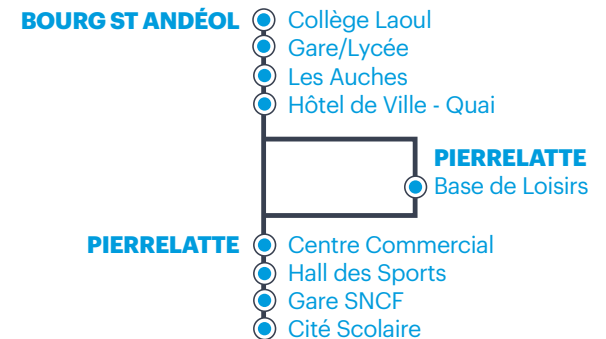 BOURG ST ANDÉOL Collège Laoul
Gare/Lycée
Les Auches
Hôtel de Ville - Quai
PIERRELATTE
Base de Loisirs
PIERRELATTE Centre Commercial
Hall des Sports
Gare SNCF
Cité Scolaire